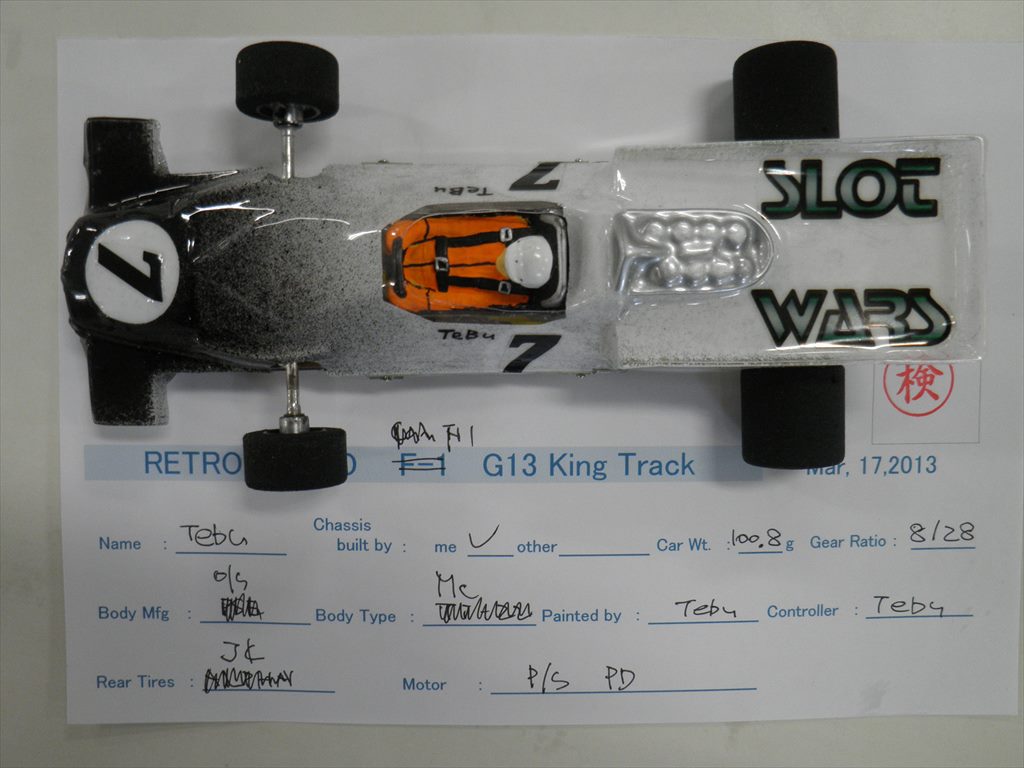 7
TeBu 7
SLOT
TeBu 7
WARS
検
F-1
RETRO O F-1 G13 King Track Mar, 17,2013
Name : Tebu Chassis built by : me ✓ other Car Wt. : 100.8 g Gear Ratio : 8/28
O/S Mc
Body Mfg : Body Type : Painted by : Tebu Controller : Tebu
JK
Rear Tires : Motor : P/S PD